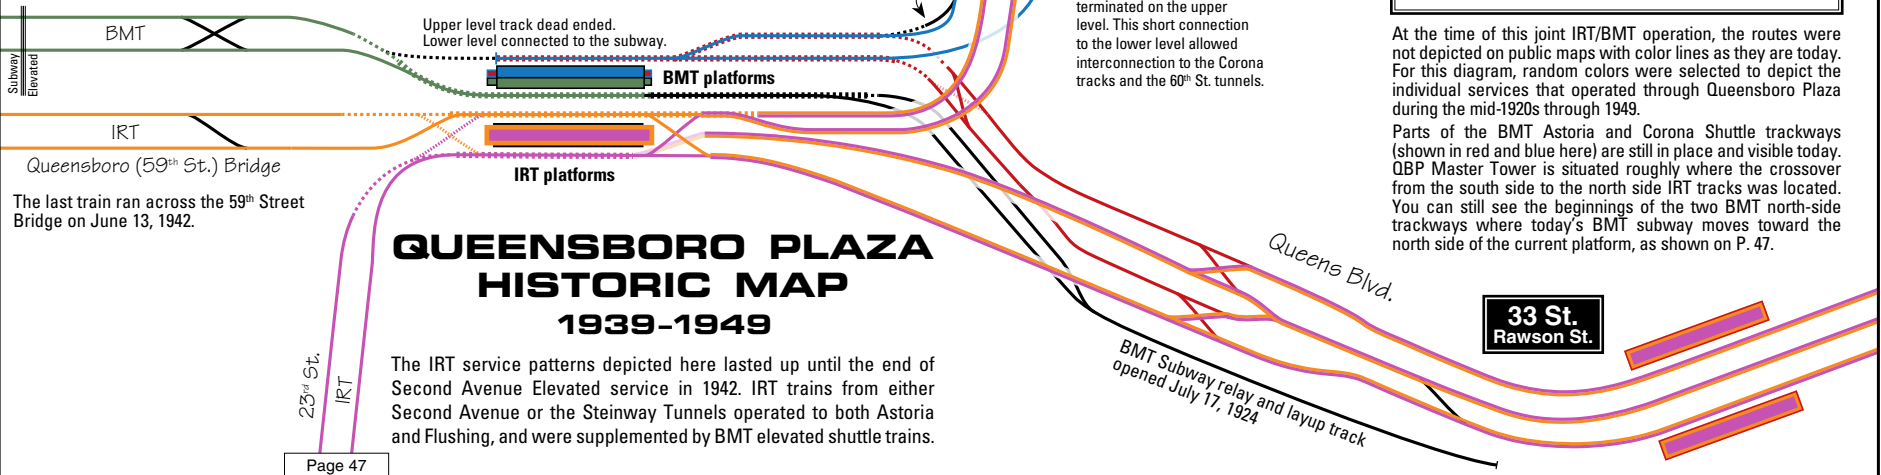 BMT
Subway
Elevated
Upper level track dead ended.
Lower level connected to the subway.
BMT platforms
IRT
Queensboro (59th St.) Bridge
The last train ran across the 59th Street
Bridge on June 13, 1942.
IRT platforms
QUEENSBORO PLAZA
HISTORIC MAP
1939-1949
The IRT service patterns depicted here lasted up until the end of
Second Avenue Elevated service in 1942. IRT trains from either
Second Avenue or the Steinway Tunnels operated to both Astoria
and Flushing, and were supplemented by BMT elevated shuttle trains.
23rd St.
IRT
Page 47
terminated on the upper
level. This short connection
to the lower level allowed
interconnection to the Corona
tracks and the 60th St. tunnels.
Queens Blvd.
BMT Subway relay and layup track
opened July 17, 1924
At the time of this joint IRT/BMT operation, the routes were
not depicted on public maps with color lines as they are today.
For this diagram, random colors were selected to depict the
individual services that operated through Queensboro Plaza
during the mid-1920s through 1949.
Parts of the BMT Astoria and Corona Shuttle trackways
(shown in red and blue here) are still in place and visible today.
QBP Master Tower is situated roughly where the crossover
from the south side to the north side IRT tracks was located.
You can still see the beginnings of the two BMT north-side
trackways where today's BMT subway moves toward the
north side of the current platform, as shown on P. 47.
33 St.
Rawson St.